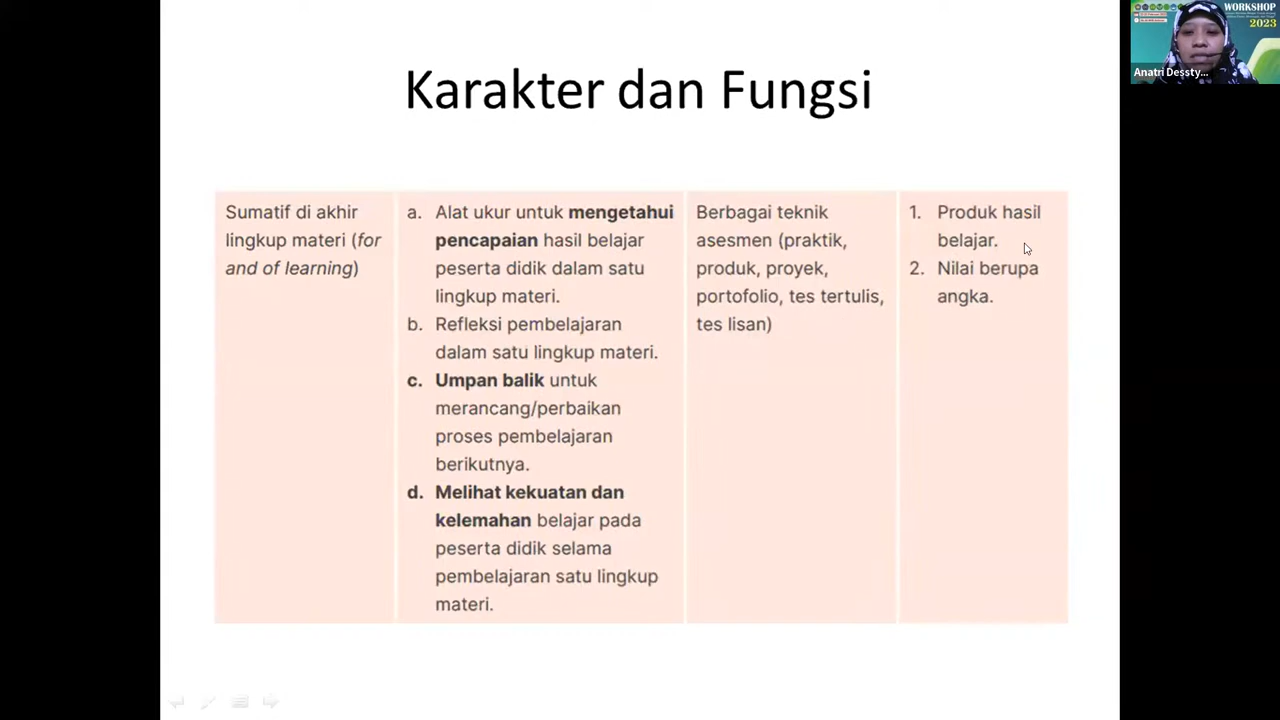 WORKSHOP
2023
Anatri Dessty...
Karakter dan Fungsi
Sumatif di akhir
lingkup materi (for
and of learning)
a. Alat ukur untuk mengetahui
pencapaian hasil belajar
peserta didik dalam satu
lingkup materi.
b. Refleksi pembelajaran
dalam satu lingkup materi.
c. Umpan balik untuk
merancang/perbaikan
proses pembelajaran
berikutnya.
d. Melihat kekuatan dan
kelemahan belajar pada
peserta didik selama
pembelajaran satu lingkup
materi.
Berbagai teknik
asesmen (praktik,
produk, proyek,
portofolio, tes tertulis,
tes lisan)
1. Produk hasil
belajar.
2. Nilai berupa
angka.